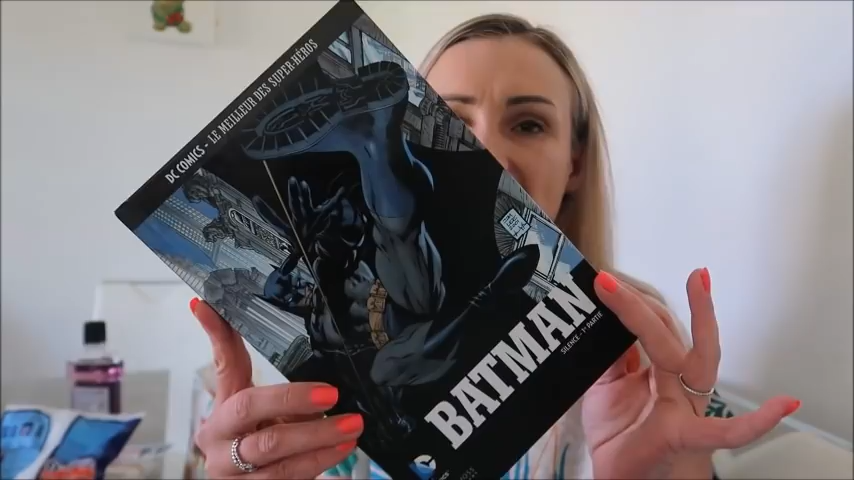 DC COMICS - LE MEILLEUR DES SUPER-HÉROS
BATMAN
SILENCE - 1re PARTIE